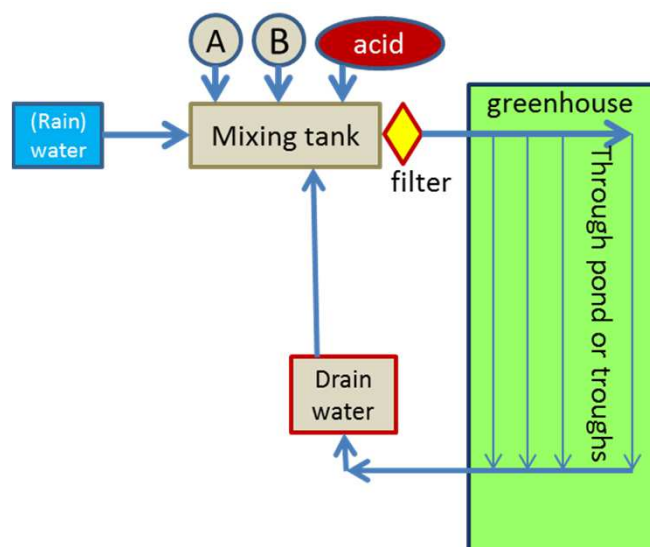 A
B
acid
(Rain)
water
Mixing tank
filter
greenhouse
Through pond or troughs
Drain
water